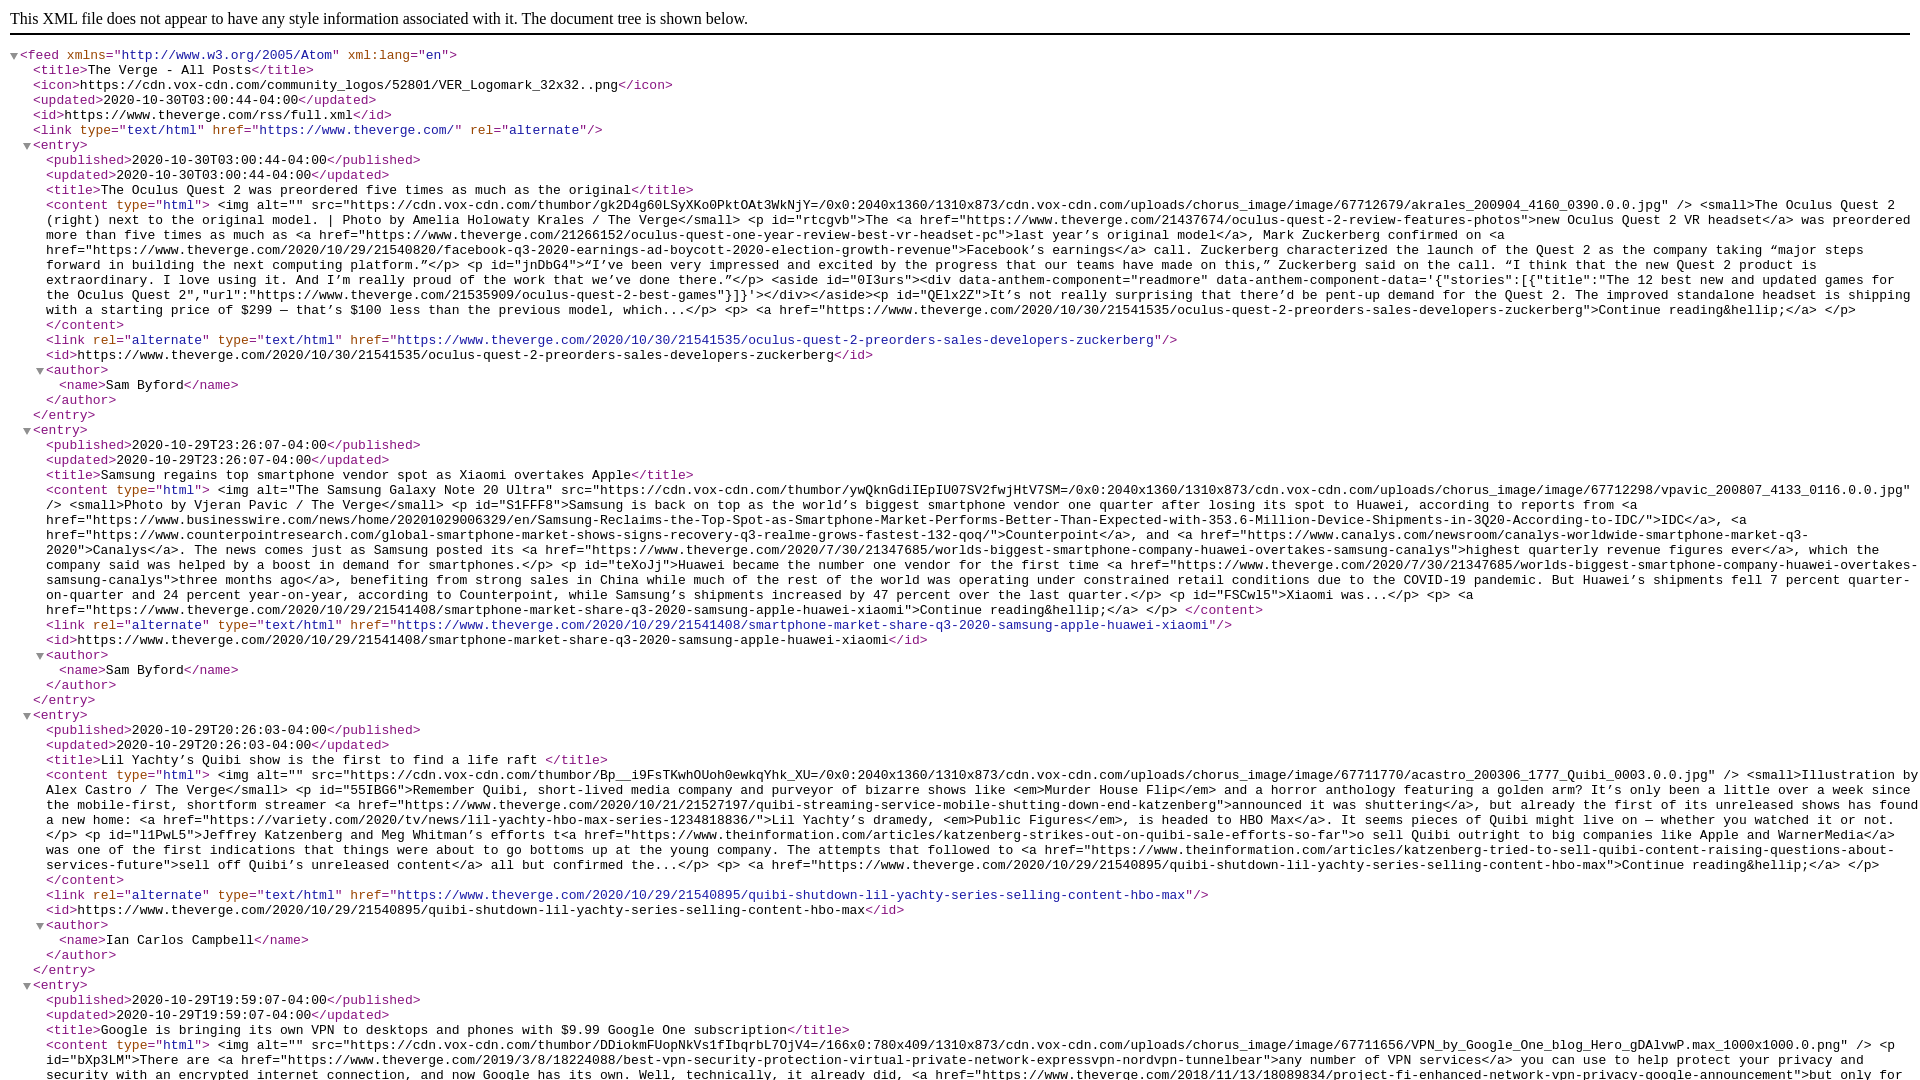 This XML file does not appear to have any style information associated with it. The document tree is shown below.
<feed xmlns="http://www.w3.org/2005/Atom" xml:lang="en">
<title>The Verge - All Posts</title>
<icon>https://cdn.vox-cdn.com/community_logos/52801/VER_Logomark_32x32..png</icon>
<updated>2020-10-30T03:00:44-04:00</updated>
<id>https://www.theverge.com/rss/full.xml</id>
<link type="text/html" href="https://www.theverge.com/" rel="alternate"/>
<entry>
<published>2020-10-30T03:00:44-04:00</published>
<updated>2020-10-30T03:00:44-04:00</updated>
<title>The Oculus Quest 2 was preordered five times as much as the original</title>
<content type="html"> <img alt="" src="https://cdn.vox-cdn.com/thumbor/gk2D4g60LSyXKo0PktOAt3WkNjY=/0x0:2040x1360/1310x873/cdn.vox-cdn.com/uploads/chorus_image/image/67712679/akrales_200904_4160_0390.0.0.jpg" /> <small>The Oculus Quest 2
(right) next to the original model. | Photo by Amelia Holowaty Krales / The Verge</small> <p id="rtcgvb">The <a href="https://www.theverge.com/21437674/oculus-quest-2-review-features-photos">new Oculus Quest 2 VR headset</a> was preordered
more than five times as much as <a href="https://www.theverge.com/21266152/oculus-quest-one-year-review-best-vr-headset-pc">last year’s original model</a>, Mark Zuckerberg confirmed on <a
href="https://www.theverge.com/2020/10/29/21540820/facebook-q3-2020-earnings-ad-boycott-2020-election-growth-revenue">Facebook’s earnings</a> call. Zuckerberg characterized the launch of the Quest 2 as the company taking “major steps
forward in building the next computing platform.”</p> <p id="jnDbG4">“I’ve been very impressed and excited by the progress that our teams have made on this,” Zuckerberg said on the call. “I think that the new Quest 2 product is
extraordinary. I love using it. And I’m really proud of the work that we’ve done there.”</p> <aside id="0I3urs"><div data-anthem-component="readmore" data-anthem-component-data='{"stories":[{"title":"The 12 best new and updated games for
the Oculus Quest 2","url":"https://www.theverge.com/21535909/oculus-quest-2-best-games"}]}'></div></aside><p id="QElx2Z">It’s not really surprising that there’d be pent-up demand for the Quest 2. The improved standalone headset is shipping
with a starting price of $299 — that’s $100 less than the previous model, which...</p> <p> <a href="https://www.theverge.com/2020/10/30/21541535/oculus-quest-2-preorders-sales-developers-zuckerberg">Continue reading&hellip;</a> </p>
</content>
<link rel="alternate" type="text/html" href="https://www.theverge.com/2020/10/30/21541535/oculus-quest-2-preorders-sales-developers-zuckerberg"/>
<id>https://www.theverge.com/2020/10/30/21541535/oculus-quest-2-preorders-sales-developers-zuckerberg</id>
<author>
<name>Sam Byford</name>
</author>
</entry>
<entry>
<published>2020-10-29T23:26:07-04:00</published>
<updated>2020-10-29T23:26:07-04:00</updated>
<title>Samsung regains top smartphone vendor spot as Xiaomi overtakes Apple</title>
<content type="html"> <img alt="The Samsung Galaxy Note 20 Ultra" src="https://cdn.vox-cdn.com/thumbor/ywQknGdiIEpIU07SV2fwjHtV7SM=/0x0:2040x1360/1310x873/cdn.vox-cdn.com/uploads/chorus_image/image/67712298/vpavic_200807_4133_0116.0.0.jpg"
/> <small>Photo by Vjeran Pavic / The Verge</small> <p id="S1FFF8">Samsung is back on top as the world’s biggest smartphone vendor one quarter after losing its spot to Huawei, according to reports from <a
href="https://www.businesswire.com/news/home/20201029006329/en/Samsung-Reclaims-the-Top-Spot-as-Smartphone-Market-Performs-Better-Than-Expected-with-353.6-Million-Device-Shipments-in-3Q20-According-to-IDC/">IDC</a>, <a
href="https://www.counterpointresearch.com/global-smartphone-market-shows-signs-recovery-q3-realme-grows-fastest-132-qoq/">Counterpoint</a>, and <a href="https://www.canalys.com/newsroom/canalys-worldwide-smartphone-market-q3-
2020">Canalys</a>. The news comes just as Samsung posted its <a href="https://www.theverge.com/2020/7/30/21347685/worlds-biggest-smartphone-company-huawei-overtakes-samsung-canalys">highest quarterly revenue figures ever</a>, which the
company said was helped by a boost in demand for smartphones.</p> <p id="teXoJj">Huawei became the number one vendor for the first time <a href="https://www.theverge.com/2020/7/30/21347685/worlds-biggest-smartphone-company-huawei-overtakes-
samsung-canalys">three months ago</a>, benefiting from strong sales in China while much of the rest of the world was operating under constrained retail conditions due to the COVID-19 pandemic. But Huawei’s shipments fell 7 percent quarter-
on-quarter and 24 percent year-on-year, according to Counterpoint, while Samsung’s shipments increased by 47 percent over the last quarter.</p> <p id="FSCwl5">Xiaomi was...</p> <p> <a
href="https://www.theverge.com/2020/10/29/21541408/smartphone-market-share-q3-2020-samsung-apple-huawei-xiaomi">Continue reading&hellip;</a> </p> </content>
<link rel="alternate" type="text/html" href="https://www.theverge.com/2020/10/29/21541408/smartphone-market-share-q3-2020-samsung-apple-huawei-xiaomi"/>
<id>https://www.theverge.com/2020/10/29/21541408/smartphone-market-share-q3-2020-samsung-apple-huawei-xiaomi</id>
<author>
<name>Sam Byford</name>
</author>
</entry>
<entry>
<published>2020-10-29T20:26:03-04:00</published>
<updated>2020-10-29T20:26:03-04:00</updated>
<title>Lil Yachty’s Quibi show is the first to find a life raft </title>
<content type="html"> <img alt="" src="https://cdn.vox-cdn.com/thumbor/Bp__i9FsTKwhOUoh0ewkqYhk_XU=/0x0:2040x1360/1310x873/cdn.vox-cdn.com/uploads/chorus_image/image/67711770/acastro_200306_1777_Quibi_0003.0.0.jpg" /> <small>Illustration by
Alex Castro / The Verge</small> <p id="55IBG6">Remember Quibi, short-lived media company and purveyor of bizarre shows like <em>Murder House Flip</em> and a horror anthology featuring a golden arm? It’s only been a little over a week since
the mobile-first, shortform streamer <a href="https://www.theverge.com/2020/10/21/21527197/quibi-streaming-service-mobile-shutting-down-end-katzenberg">announced it was shuttering</a>, but already the first of its unreleased shows has found
a new home: <a href="https://variety.com/2020/tv/news/lil-yachty-hbo-max-series-1234818836/">Lil Yachty’s dramedy, <em>Public Figures</em>, is headed to HBO Max</a>. It seems pieces of Quibi might live on — whether you watched it or not.
</p> <p id="l1PwL5">Jeffrey Katzenberg and Meg Whitman’s efforts t<a href="https://www.theinformation.com/articles/katzenberg-strikes-out-on-quibi-sale-efforts-so-far">o sell Quibi outright to big companies like Apple and WarnerMedia</a>
was one of the first indications that things were about to go bottoms up at the young company. The attempts that followed to <a href="https://www.theinformation.com/articles/katzenberg-tried-to-sell-quibi-content-raising-questions-about-
services-future">sell off Quibi’s unreleased content</a> all but confirmed the...</p> <p> <a href="https://www.theverge.com/2020/10/29/21540895/quibi-shutdown-lil-yachty-series-selling-content-hbo-max">Continue reading&hellip;</a> </p>
</content>
<link rel="alternate" type="text/html" href="https://www.theverge.com/2020/10/29/21540895/quibi-shutdown-lil-yachty-series-selling-content-hbo-max"/>
<id>https://www.theverge.com/2020/10/29/21540895/quibi-shutdown-lil-yachty-series-selling-content-hbo-max</id>
<author>
<name>Ian Carlos Campbell</name>
</author>
</entry>
<entry>
<published>2020-10-29T19:59:07-04:00</published>
<updated>2020-10-29T19:59:07-04:00</updated>
<title>Google is bringing its own VPN to desktops and phones with $9.99 Google One subscription</title>
<content type="html"> <img alt="" src="https://cdn.vox-cdn.com/thumbor/DDiokmFUopNkVs1fIbqrbL7OjV4=/166x0:780x409/1310x873/cdn.vox-cdn.com/uploads/chorus_image/image/67711656/VPN_by_Google_One_blog_Hero_gDAlvwP.max_1000x1000.0.png" /> <p
id="bXp3LM">There are <a href="https://www.theverge.com/2019/3/8/18224088/best-vpn-security-protection-virtual-private-network-expressvpn-nordvpn-tunnelbear">any number of VPN services</a> you can use to help protect your privacy and
security with an encrypted internet connection, and now Google has its own. Well, technically, it already did, <a href="https://www.theverge.com/2018/11/13/18089834/project-fi-enhanced-network-vpn-privacy-google-announcement">but only for